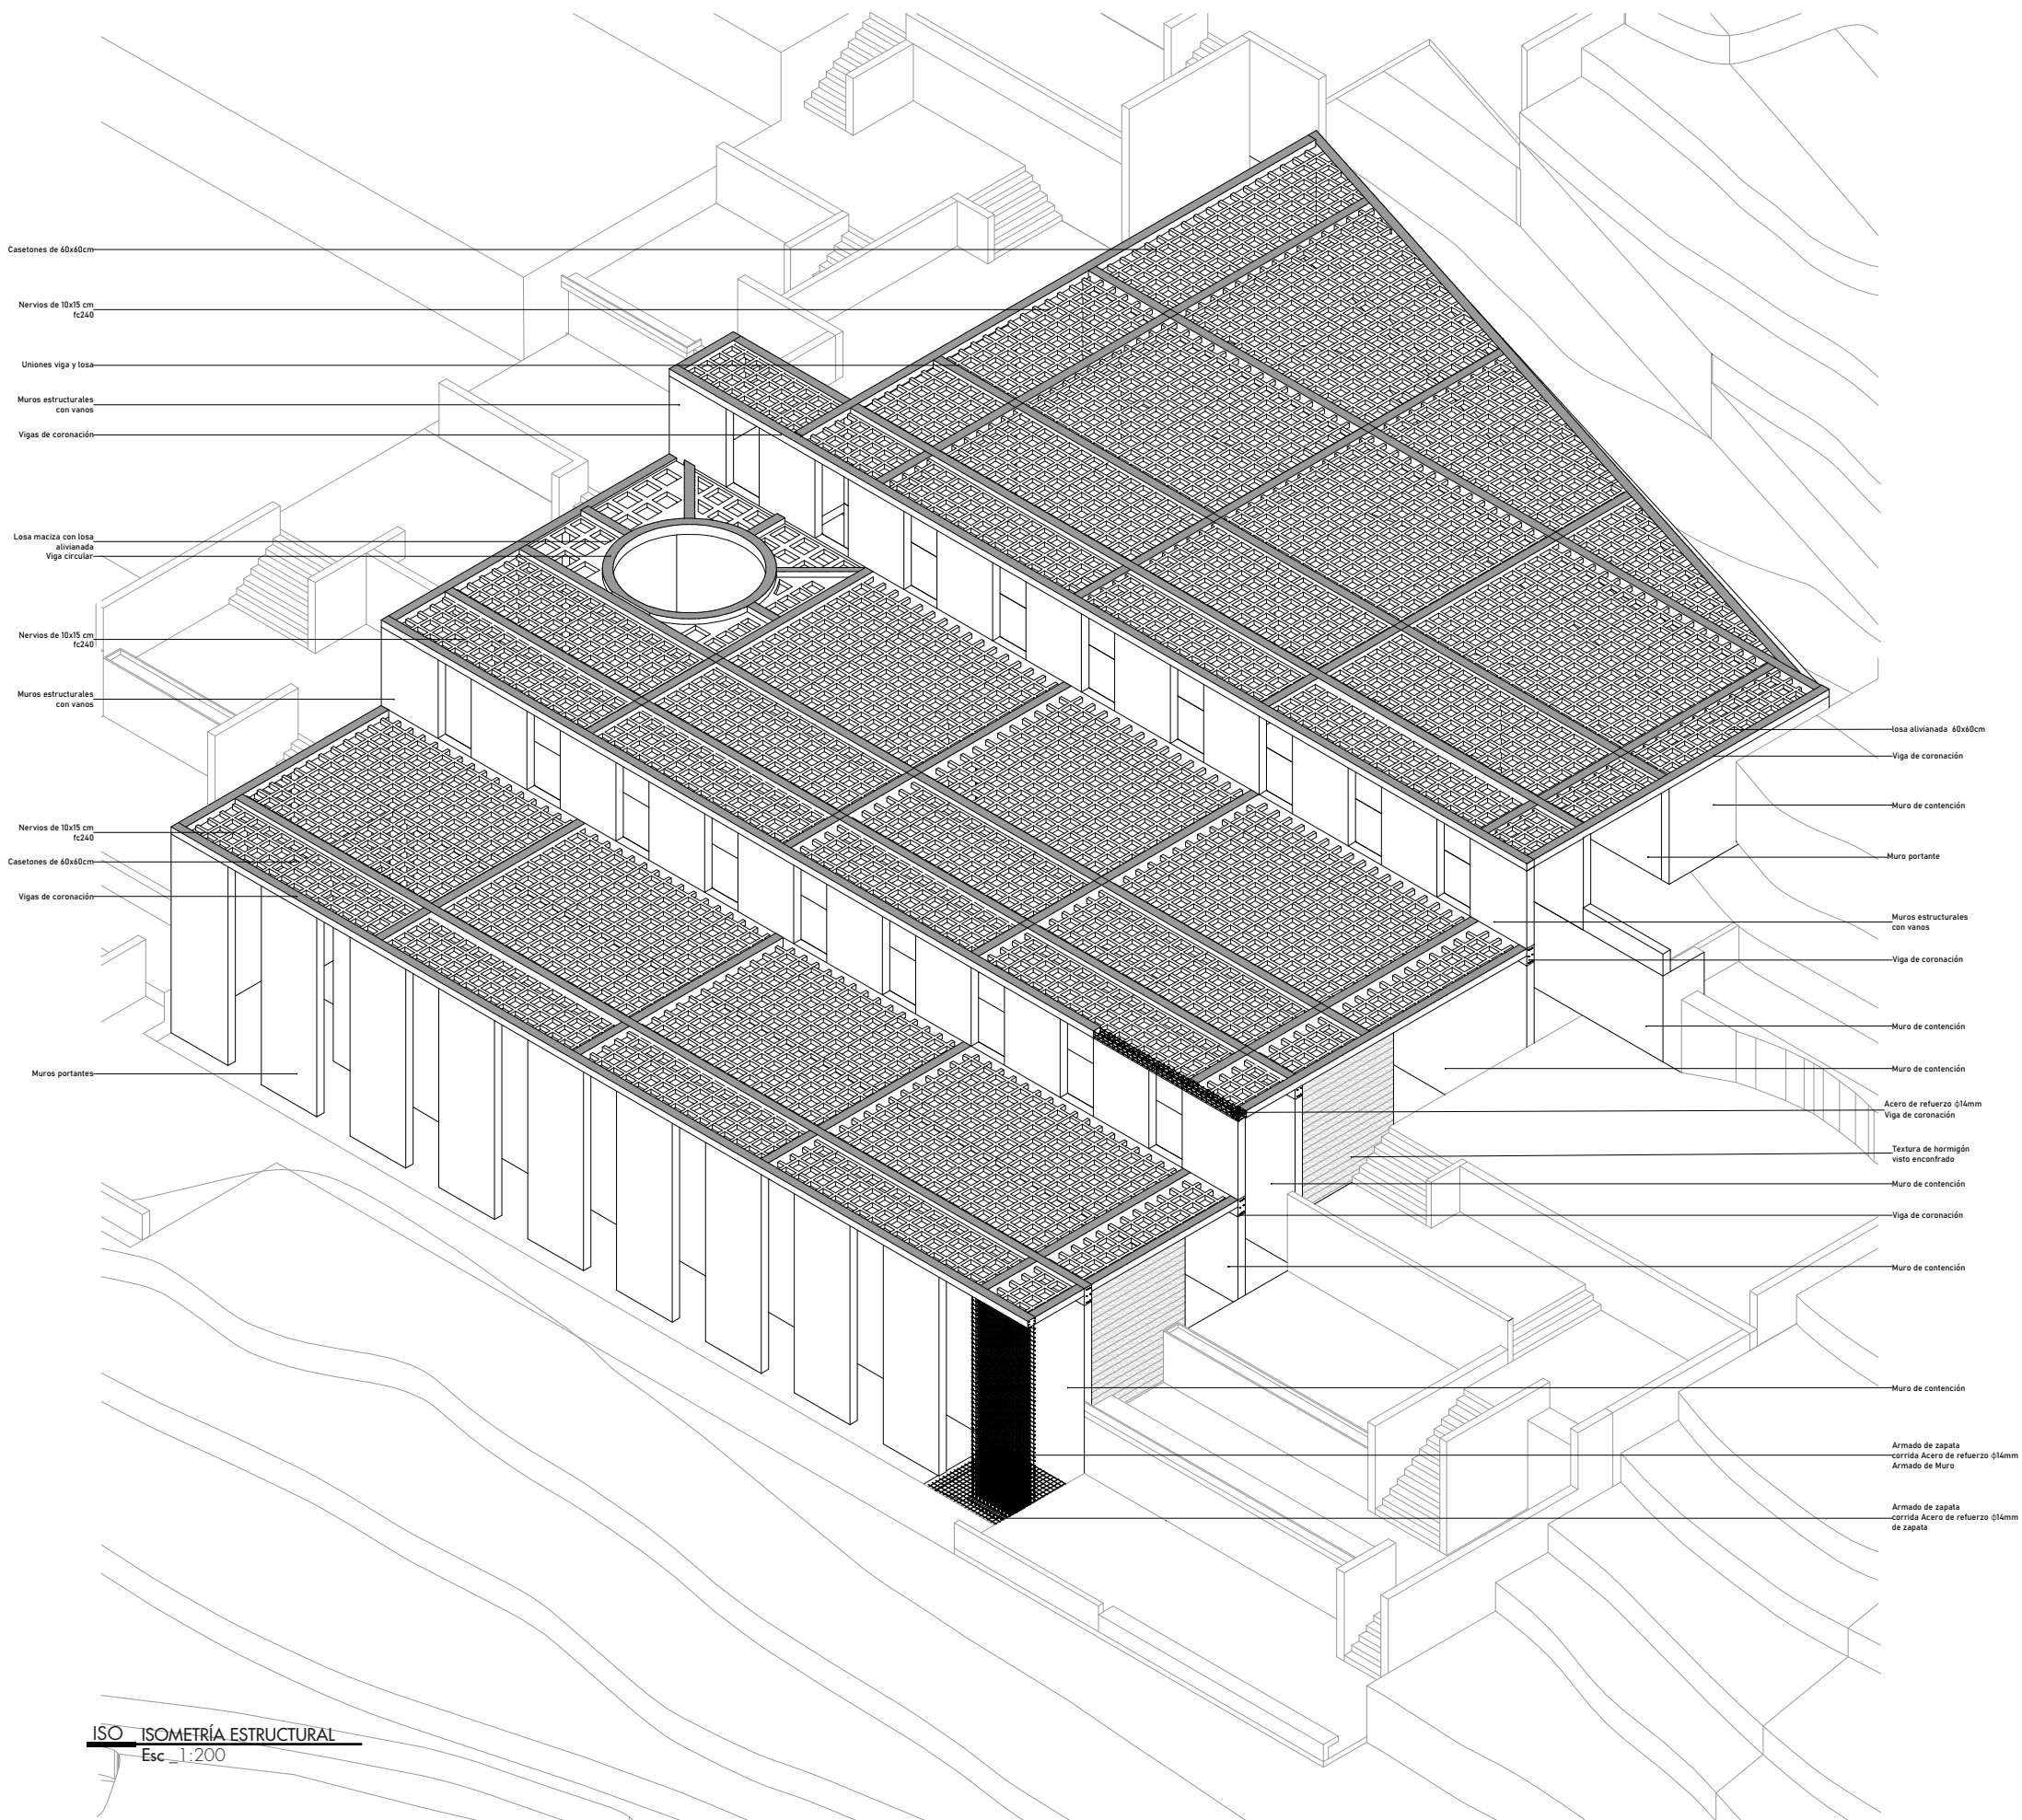 Casetones de 60x60cm
Nervios de 10x15 cm
fc240
Uniones viga y losa
Muros estructurales
con vanos
Vigas de coronación
Losa maciza con losa
alivianada
Viga circular
Nervios de 10x15 cm
fc240
Muros estructurales
con vanos
Nervios de 10x15 cm
fc240
Casetones de 60x60cm
Vigas de coronación
Muros portantes
losa alivianada 60x60cm
Viga de coronación
Muro de contención
Muro portante
Muros estructurales
con vanos
Viga de coronación
Muro de contención
Muro de contención
Acero de refuerzo ϕ14mm
Viga de coronación
Textura de hormigón
visto enconfrado
Muro de contención
Viga de coronación
Muro de contención
Muro de contención
Armado de zapata
corrida Acero de refuerzo ϕ14mm
Armado de Muro
Armado de zapata
corrida Acero de refuerzo ϕ14mm
de zapata
ISO ISOMETRÍA ESTRUCTURAL
Esc _1:200